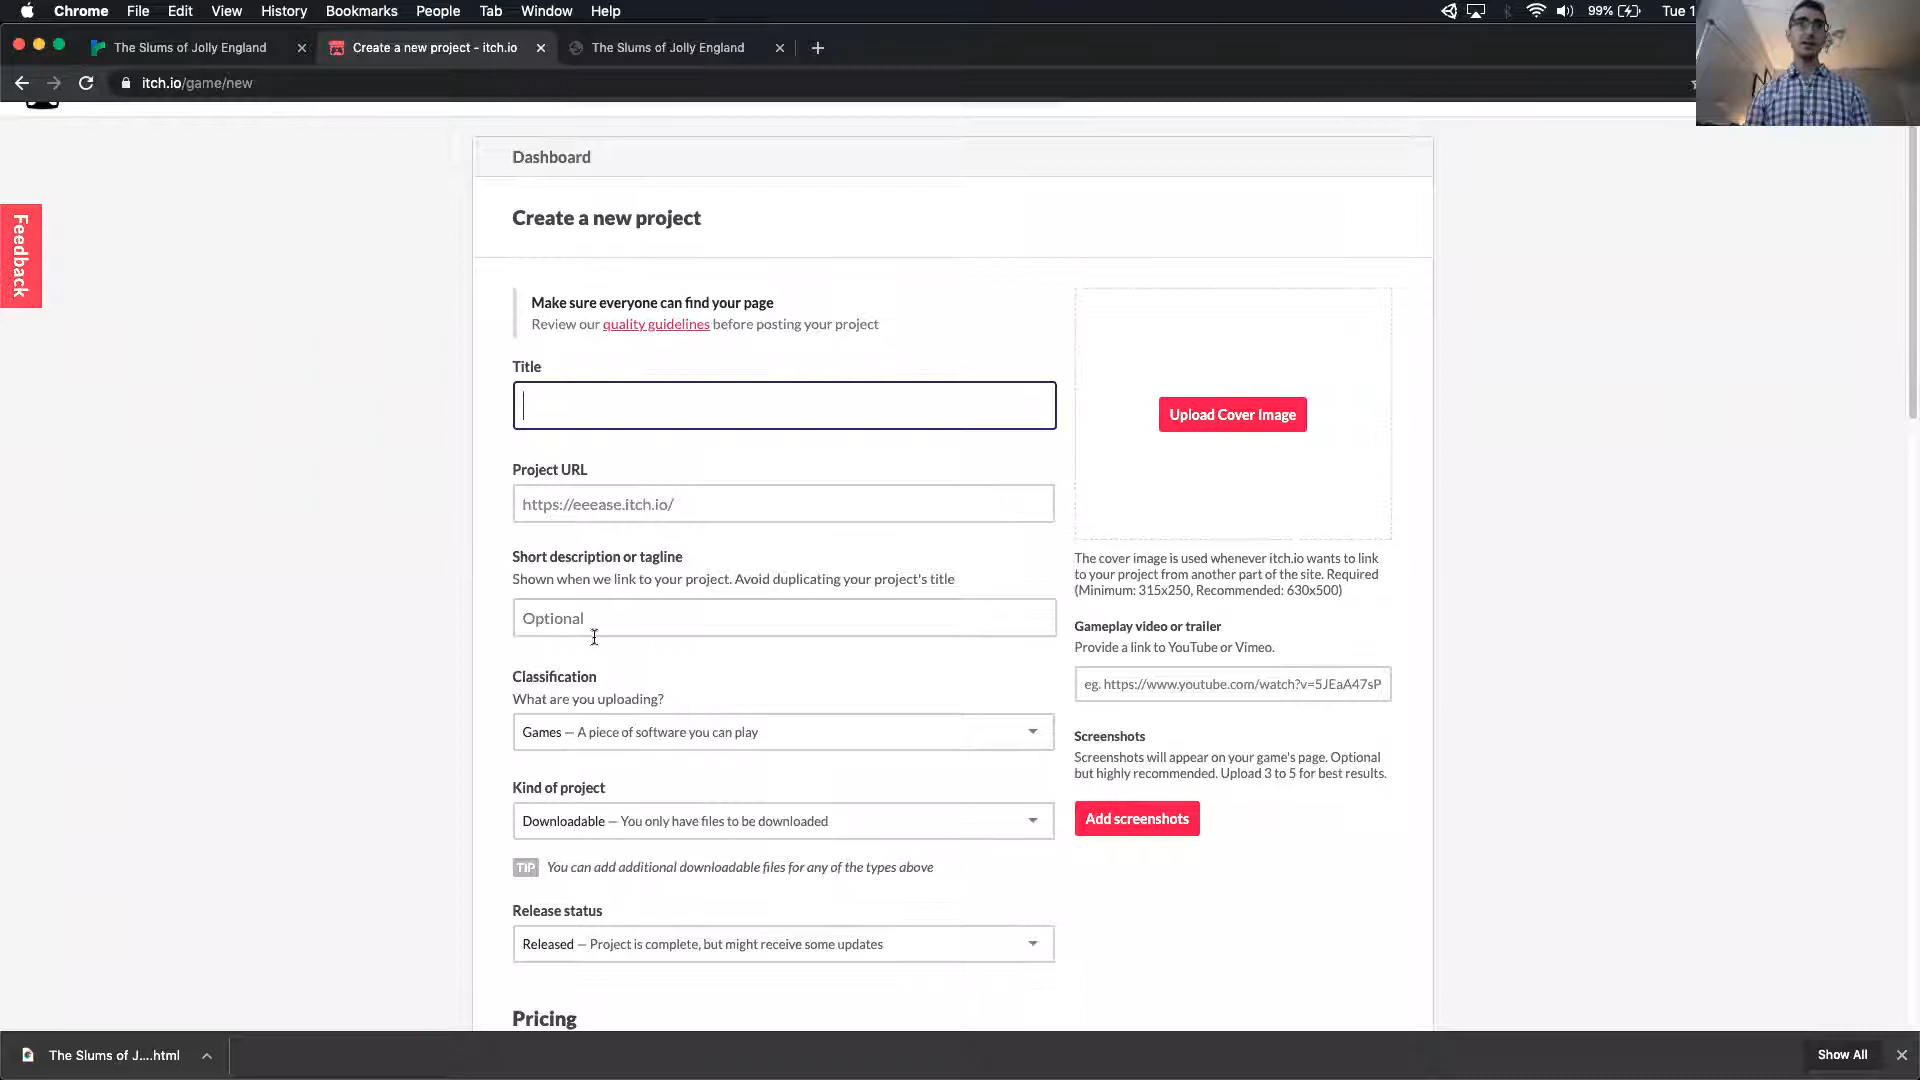 Chrome File Edit View History Bookmarks People Tab Window Help 99% Tue 1
The Slums of Jolly England Create a new project - itch.io The Slums of Jolly England
itch.io/game/new
Feedback
Dashboard
Create a new project
Make sure everyone can find your page
Review our quality guidelines before posting your project
Title
Project URL
https://eeease.itch.io/
Short description or tagline
Shown when we link to your project. Avoid duplicating your project's title
Optional
Classification
What are you uploading?
Games — A piece of software you can play
Kind of project
Downloadable — You only have files to be downloaded
TIP You can add additional downloadable files for any of the types above
Release status
Released — Project is complete, but might receive some updates
Pricing
Upload Cover Image
The cover image is used whenever itch.io wants to link
to your project from another part of the site. Required
(Minimum: 315x250, Recommended: 630x500)
Gameplay video or trailer
Provide a link to YouTube or Vimeo.
eg. https://www.youtube.com/watch?v=5JEaA47sP
Screenshots
Screenshots will appear on your game's page. Optional
but highly recommended. Upload 3 to 5 for best results.
Add screenshots
The Slums of J....html Show All